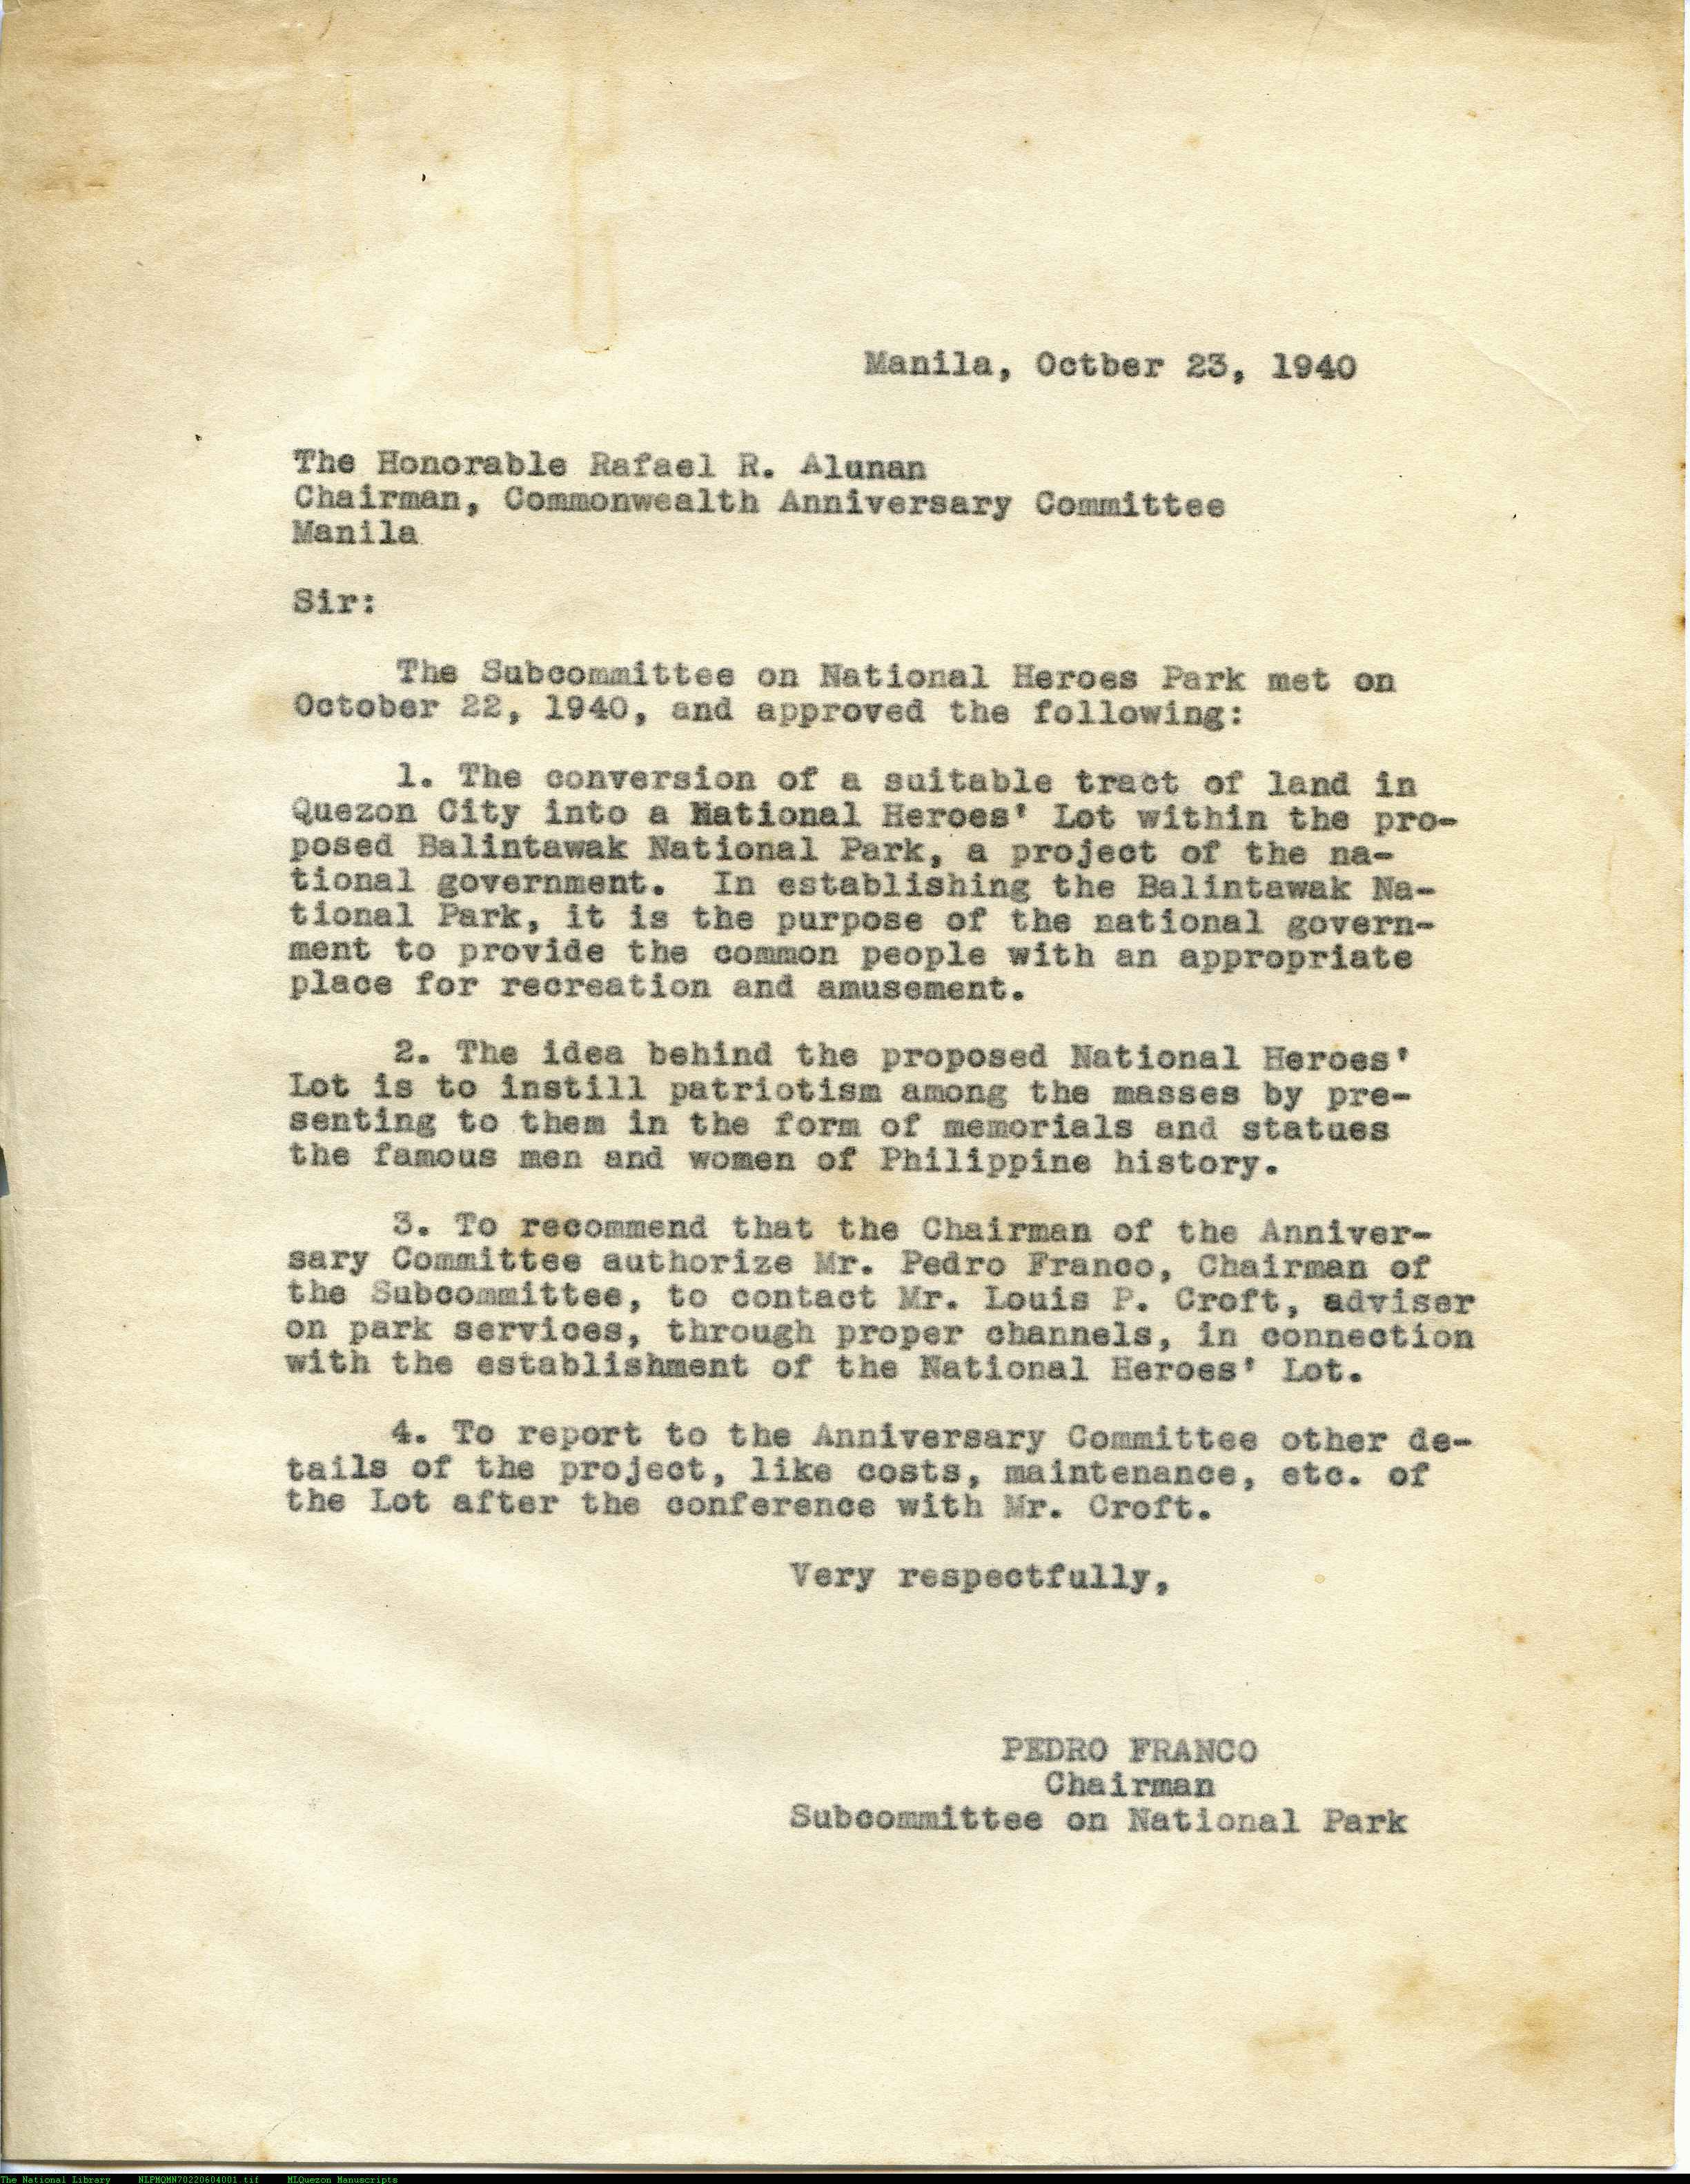 Manila, Octber 23, 1940
The Honorable Rafael R. Alunan
Chairman, Commonwealth Anniversary Committee
Manila
Sir:
The Subcommittee on National Heroes Park met on
October 22, 1940, and approved the following:
1. The conversion of a suitable tract of land in
Quezon City into a National Heroes' Lot within the pro-
posed Balintawak National Park, a project of the na-
tional government. In establishing the Balintawak Na-
tional Park, it is the purpose of the national govern-
ment to provide the common people with an appropriate
place for recreation and amusement.
2. The idea behind the proposed National Heroes'
Lot is to instill patriotism among the masses by pre-
senting to them in the form of memorials and statues
the famous men and women of Philippine history.
3. To recommend that the Chairman of the Anniver-
sary Committee authorize Mr. Pedro Franco, Chairman of
the Subcommittee, to contact Mr. Louis P. Croft, adviser
on park services, through proper channels, in connection
with the establishment of the National Heroes' Lot.
4. To report to the Anniversary Committee other de-
tails of the project, like costs, maintenance, etc. of
the Lot after the conference with Mr. Croft.
Very respectfully,
PEDRO FRANCO
Chairman
Subcommittee on National Park
The National Library NLPMQMN70220604001.tif MLQuezon Manuscripts